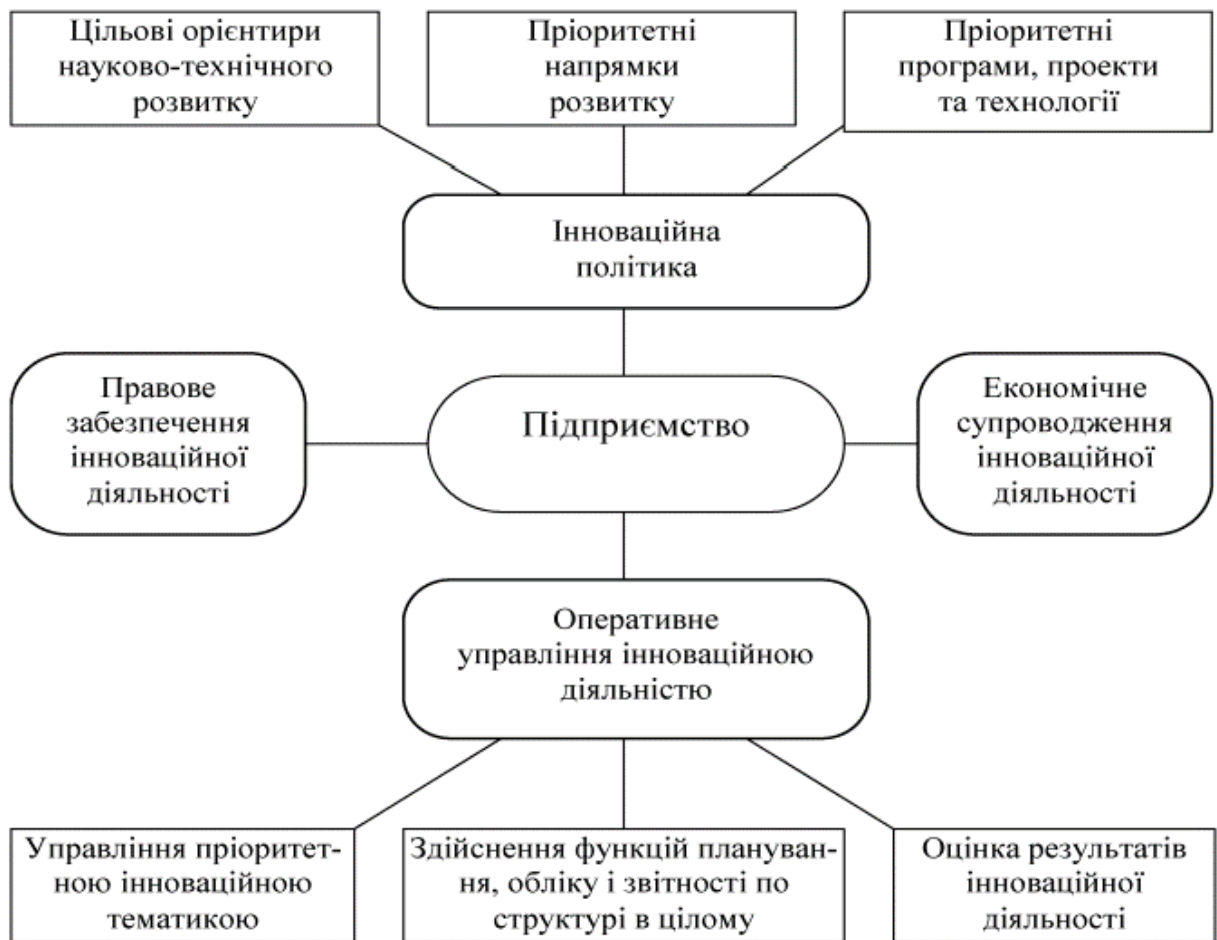 Цільові орієнтири
науково-технічного
розвитку
Пріоритетні
напрямки
розвитку
Пріоритетні
програми, проекти
та технології
Інноваційна
політика
Правове
забезпечення
інноваційної
діяльності
Підприємство
Економічне
супроводження
інноваційної
діяльності
Оперативне
управління інноваційною
діяльністю
Управління пріоритет-
ною інноваційною
тематикою
Здійснення функцій плануван-
ня, обліку і звітності по
структурі в цілому
Оцінка результатів
інноваційної
діяльності